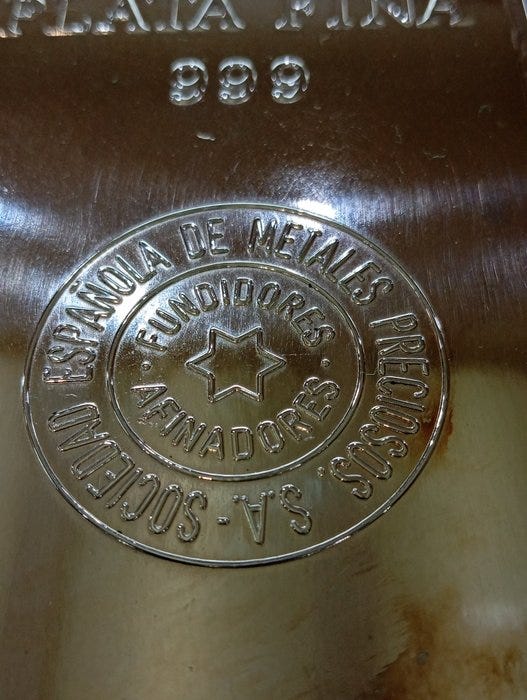 PLATA FINA
999
SOCIEDAD ESPAÑOLA DE METALES PRECIOSOS. S.A. -
· FUNDIDORES ·
AFINADORES